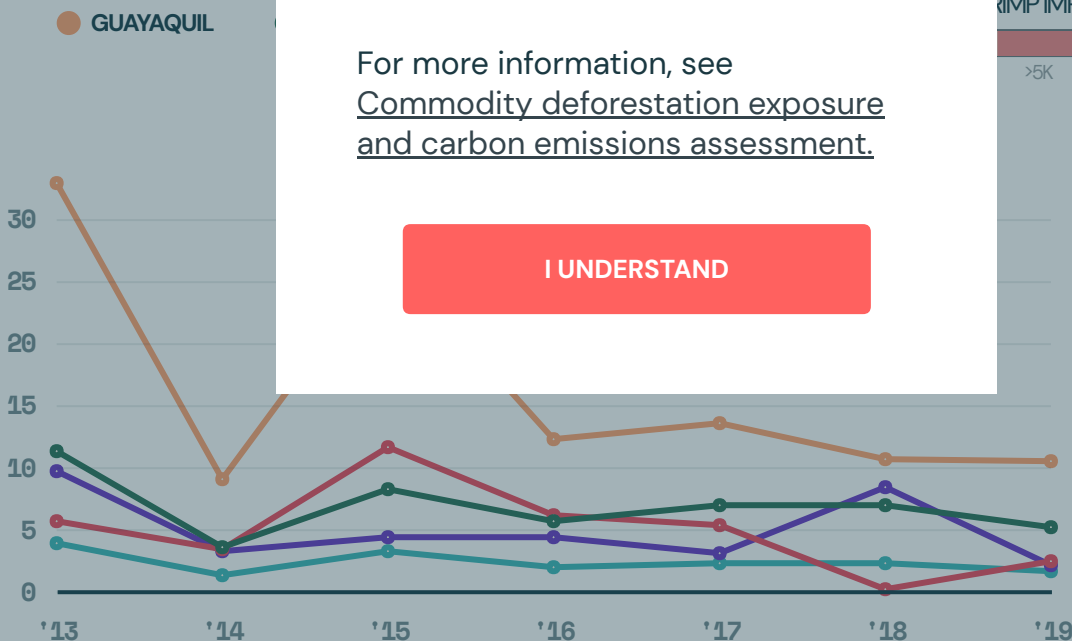 GUAYAQUIL
For more information, see
Commodity deforestation exposure
and carbon emissions assessment.
>5K
I UNDERSTAND
30
25
20
15
10
5
0
'13 '14 '15 '16 '17 '18 '19